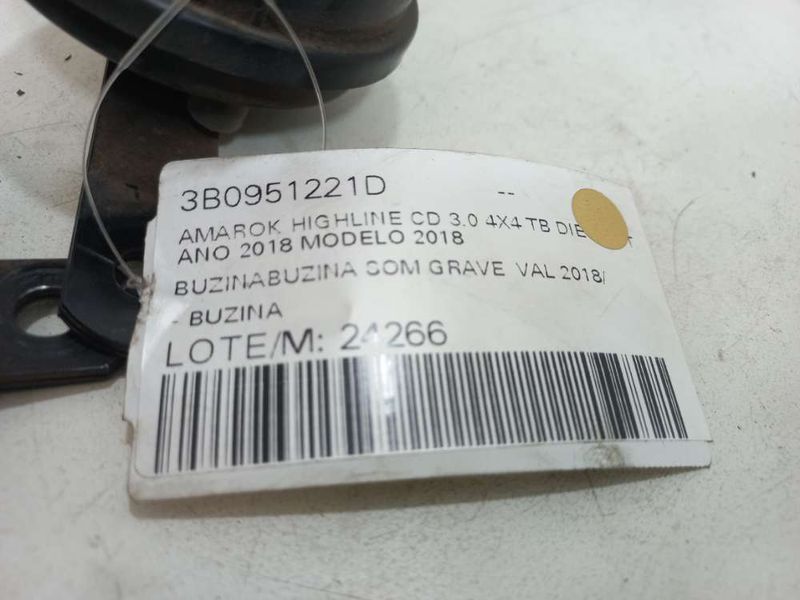 3B0951221D --
AMAROK HIGHLINE CD 3.0 4X4 TB
ANO 2018 MODELO 2018
BUZINABUZINA SOM GRAVE VAL 2018/
- BUZINA
LOTE/M: 24266